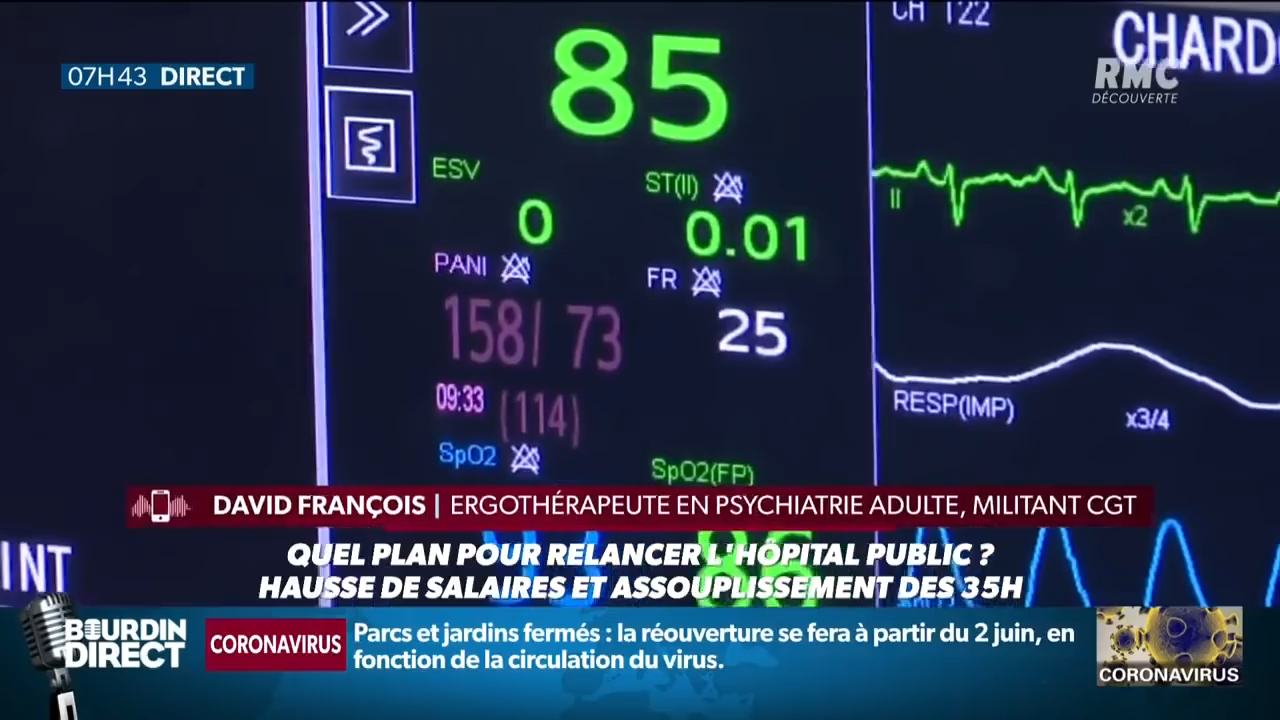 CH T22
CHARD
85
07H43 DIRECT
RMC
DÉCOUVERTE
ESV
ST(II)
0
0.01
II
x2
PANI
FR
158/ 73
25
09:33
(114)
RESP(IMP)
x3/4
SpO2
SpO2(FP)
DAVID FRANÇOIS | ERGOTHÉRAPEUTE EN PSYCHIATRIE ADULTE, MILITANT CGT
INT
QUEL PLAN POUR RELANCER L'HÔPITAL PUBLIC ?
HAUSSE DE SALAIRES ET ASSOUPLISSEMENT DES 35H
BOURDIN
DIRECT
CORONAVIRUS
Parcs et jardins fermés : la réouverture se fera à partir du 2 juin, en
fonction de la circulation du virus.
CORONAVIRUS